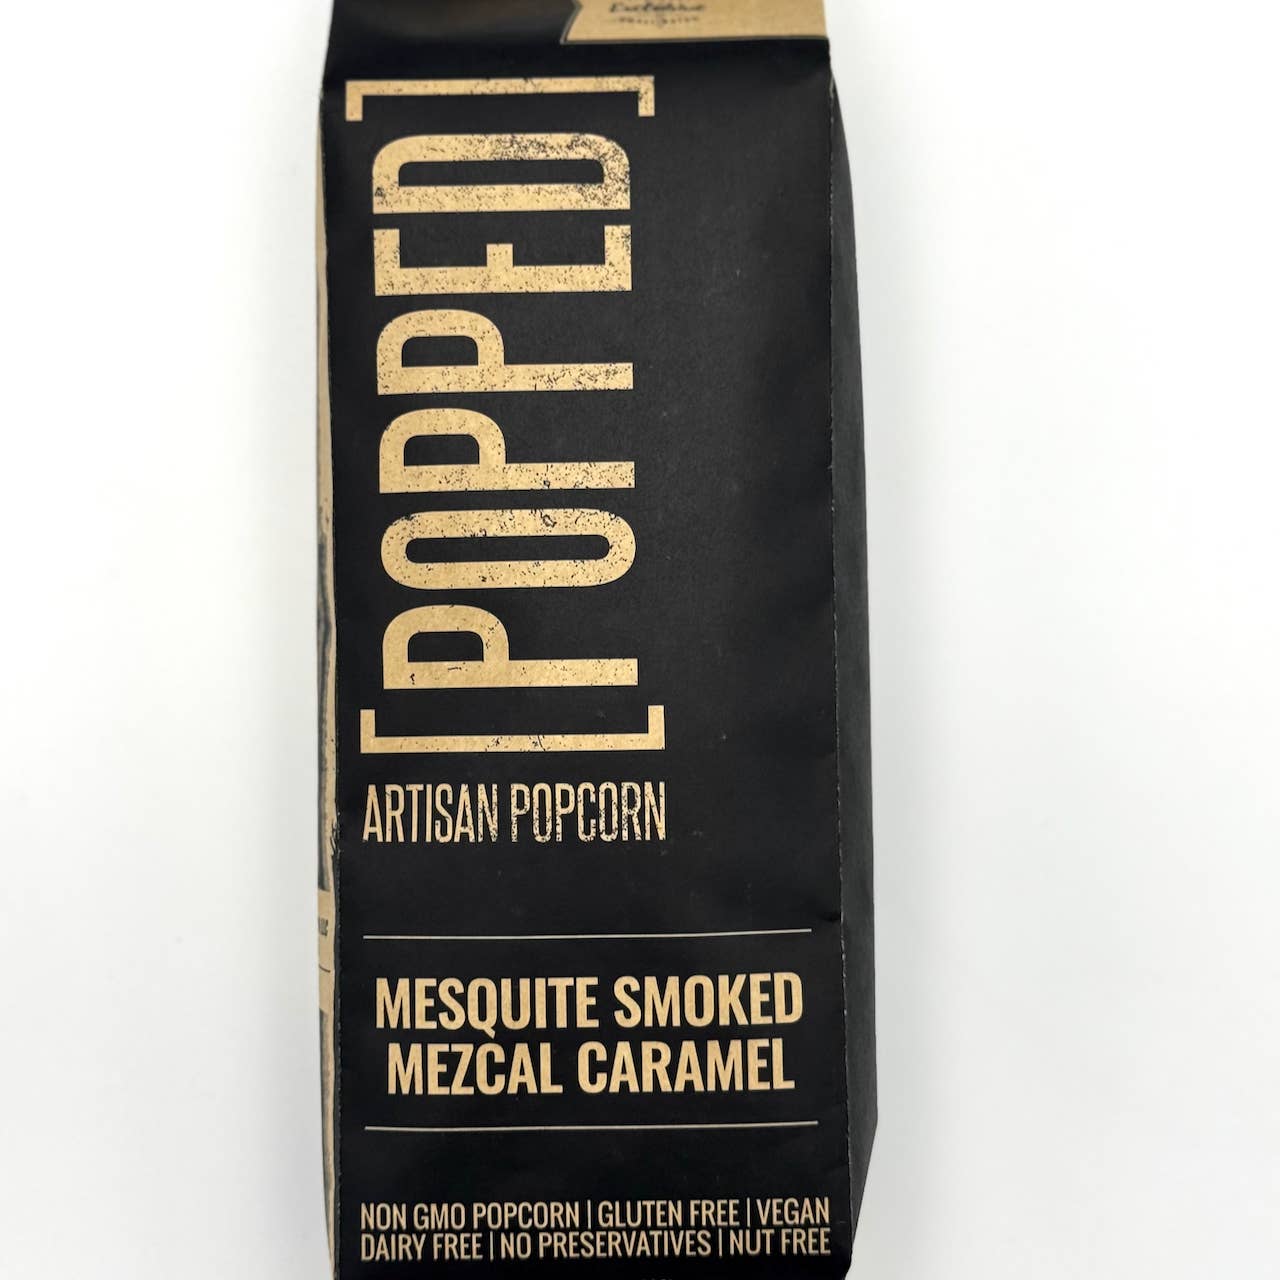 [POPPED]
ARTISAN POPCORN
MESQUITE SMOKED
MEZCAL CARAMEL
NON GMO POPCORN | GLUTEN FREE | VEGAN
DAIRY FREE | NO PRESERVATIVES | NUT FREE